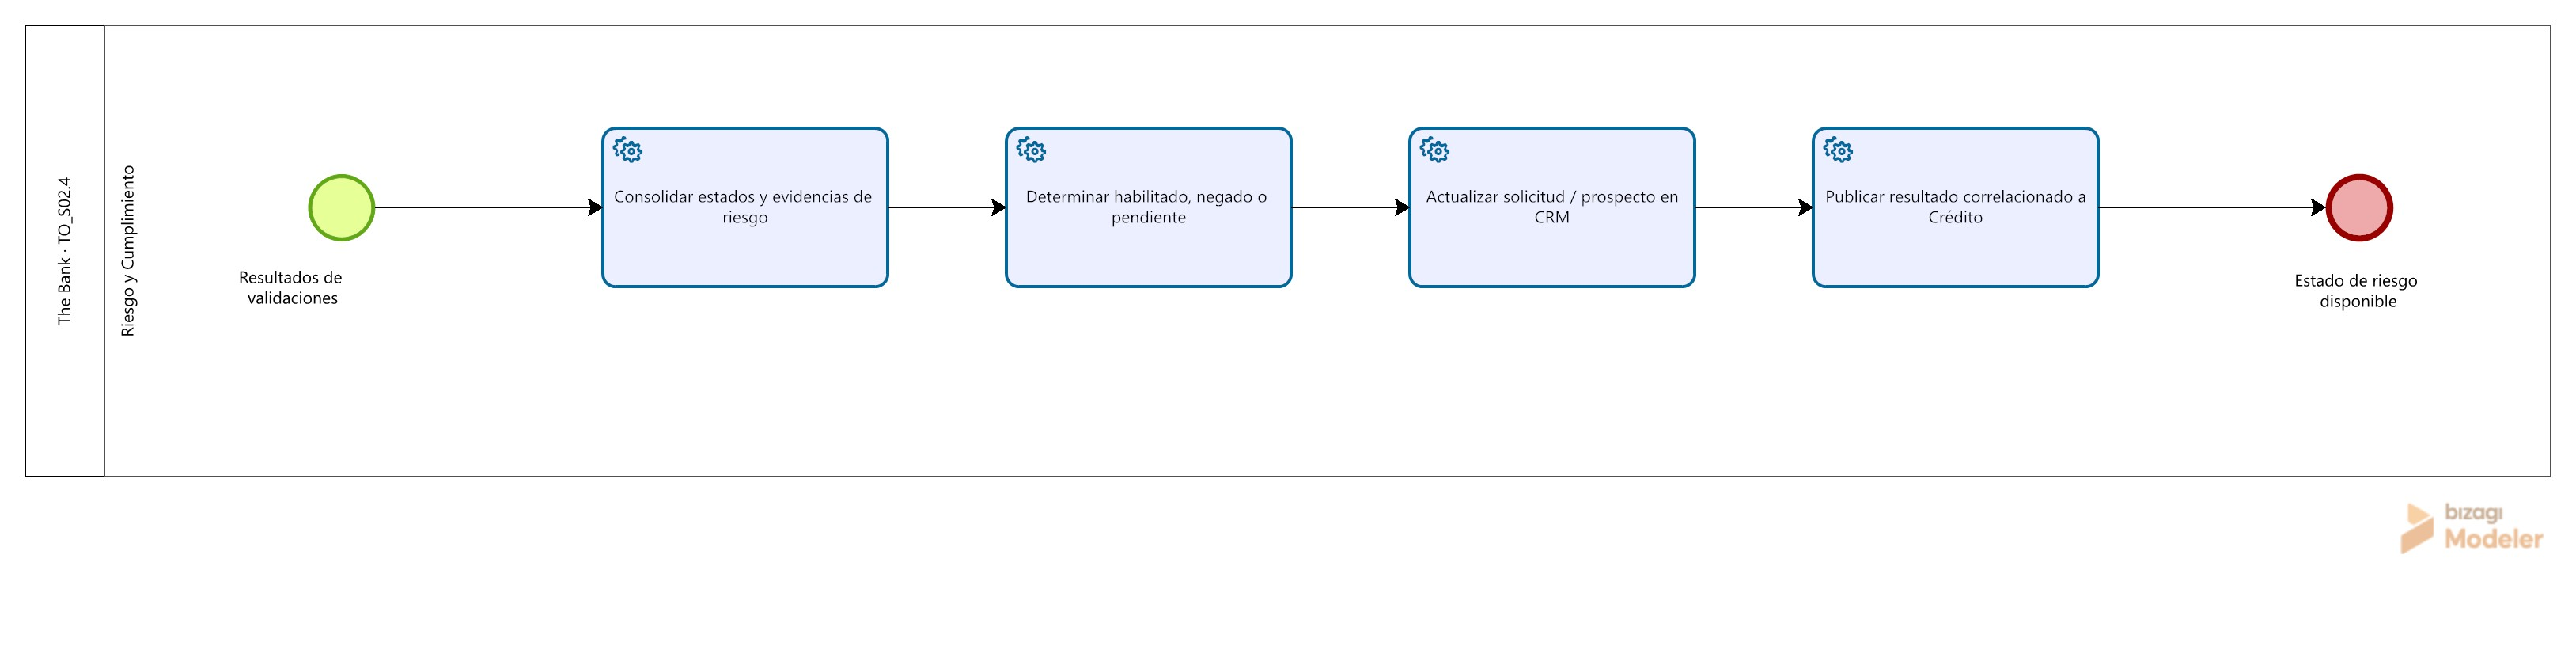 The Bank · TO_S02.4
Riesgo y Cumplimiento
Resultados de
validaciones
Consolidar estados y evidencias de
riesgo
Determinar habilitado, negado o
pendiente
Actualizar solicitud / prospecto en
CRM
Publicar resultado correlacionado a
Crédito
Estado de riesgo
disponible
bizagi
Modeler